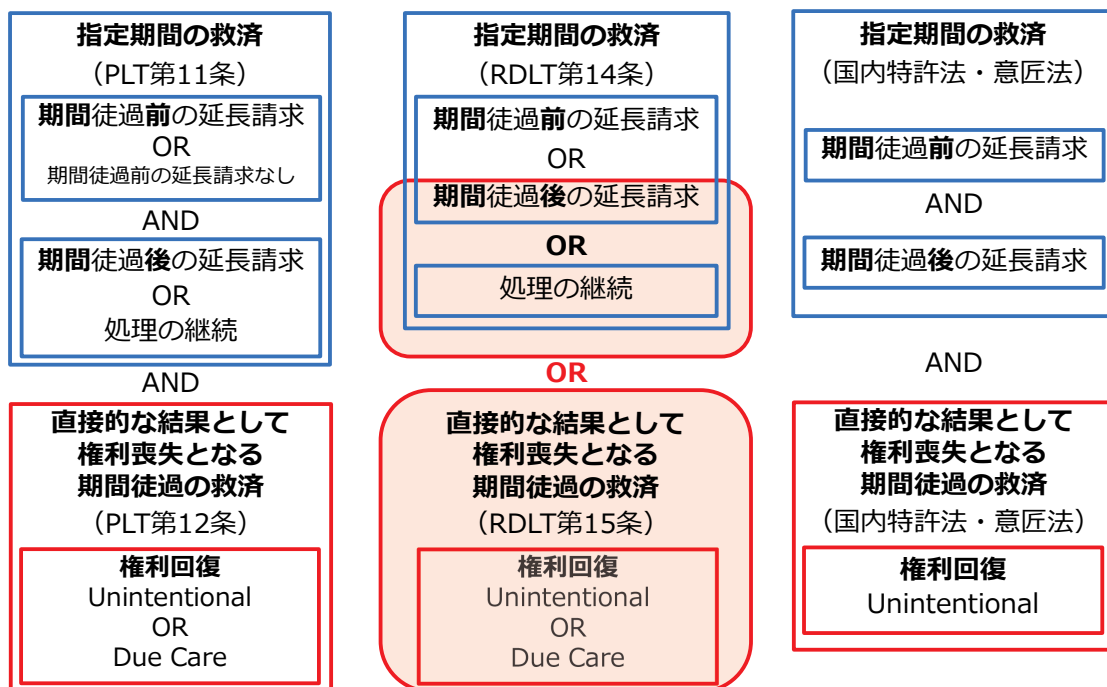 指定期間の救済
（PLT第11条）
期間徒過前の延長請求
OR
期間徒過前の延長請求なし
AND
期間徒過後の延長請求
OR
処理の継続
AND
直接的な結果として
権利喪失となる
期間徒過の救済
（PLT第12条）
権利回復
Unintentional
OR
Due Care
指定期間の救済
（RDLT第14条）
期間徒過前の延長請求
OR
期間徒過後の延長請求
OR
処理の継続
OR
直接的な結果として
権利喪失となる
期間徒過の救済
（RDLT第15条）
権利回復
Unintentional
OR
Due Care
指定期間の救済
（国内特許法・意匠法）
期間徒過前の延長請求
AND
期間徒過後の延長請求
AND
直接的な結果として
権利喪失となる
期間徒過の救済
（国内特許法・意匠法）
権利回復
Unintentional